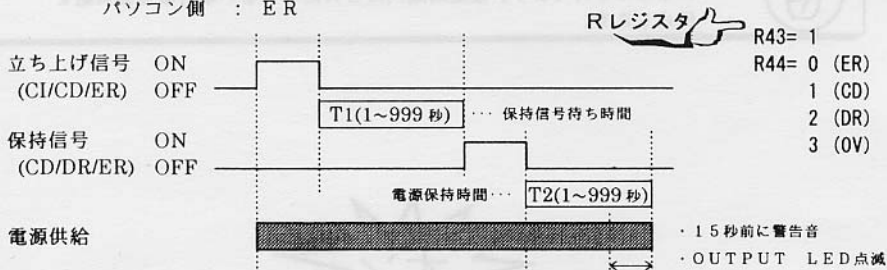 パソコン側 : ER
Rレジスタ
R43= 1
R44= 0 (ER)
1 (CD)
2 (DR)
3 (OV)
立ち上げ信号 ON
(CI/CD/ER) OFF
T1(1~999 秒) ··· 保持信号待ち時間
保持信号 ON
(CD/DR/ER) OFF
電源保持時間··· T2(1~999 秒)
電源供給
・15秒前に警告音
・OUTPUT LED点滅